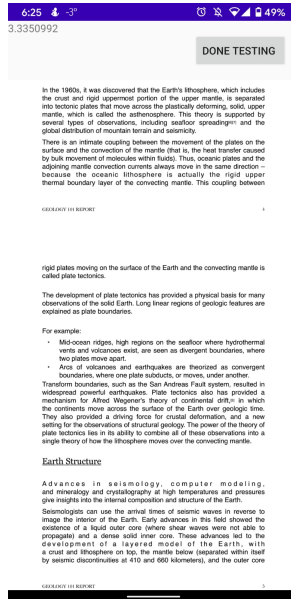 6:25 -3° 49%
3.3350992
DONE TESTING
In the 1960s, it was discovered that the Earth's lithosphere, which includes
the crust and rigid uppermost portion of the upper mantle, is separated
into tectonic plates that move across the plastically deforming, solid, upper
mantle, which is called the asthenosphere. This theory is supported by
several types of observations, including seafloor spreading and the
global distribution of mountain terrain and seismicity.
There is an intimate coupling between the movement of the plates on the
surface and the convection of the mantle (that is, the heat transfer caused
by bulk movement of molecules within fluids). Thus, oceanic plates and the
adjoining mantle convection currents always move in the same direction –
because the oceanic lithosphere is actually the rigid upper
thermal boundary layer of the convecting mantle. This coupling between
GEOLOGY 101 REPORT 4
rigid plates moving on the surface of the Earth and the convecting mantle is
called plate tectonics.
The development of plate tectonics has provided a physical basis for many
observations of the solid Earth. Long linear regions of geologic features are
explained as plate boundaries.
For example:
• Mid-ocean ridges, high regions on the seafloor where hydrothermal
vents and volcanoes exist, are seen as divergent boundaries, where
two plates move apart.
• Arcs of volcanoes and earthquakes are theorized as convergent
boundaries, where one plate subducts, or moves, under another.
Transform boundaries, such as the San Andreas Fault system, resulted in
widespread powerful earthquakes. Plate tectonics also has provided a
mechanism for Alfred Wegener's theory of continental drift, in which
the continents move across the surface of the Earth over geologic time.
They also provided a driving force for crustal deformation, and a new
setting for the observations of structural geology. The power of the theory of
plate tectonics lies in its ability to combine all of these observations into a
single theory of how the lithosphere moves over the convecting mantle.
Earth Structure
Advances in seismology, computer modeling,
and mineralogy and crystallography at high temperatures and pressures
give insights into the internal composition and structure of the Earth.
Seismologists can use the arrival times of seismic waves in reverse to
image the interior of the Earth. Early advances in this field showed the
existence of a liquid outer core (where shear waves were not able to
propagate) and a dense solid inner core. These advances led to the
development of a layered model of the Earth, with
a crust and lithosphere on top, the mantle below (separated within itself
by seismic discontinuities at 410 and 660 kilometers), and the outer core
GEOLOGY 101 REPORT 5